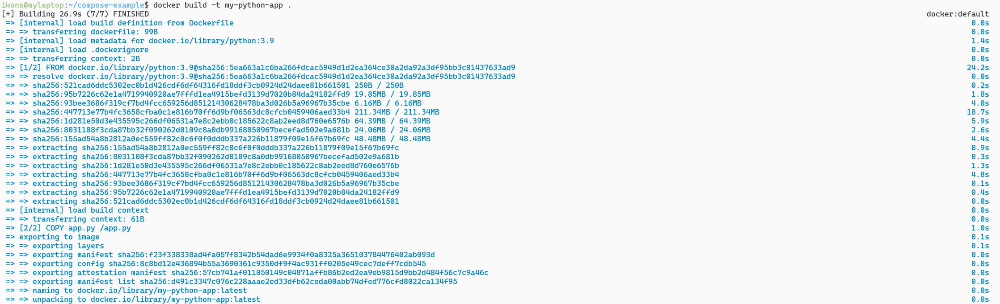 ikons@mylaptop:~/compose-example$ docker build -t my-python-app .
[+] Building 26.9s (7/7) FINISHED docker:default
=> [internal] load build definition from Dockerfile 0.0s
=> => transferring dockerfile: 99B 0.0s
=> [internal] load metadata for docker.io/library/python:3.9 1.4s
=> [internal] load .dockerignore 0.0s
=> => transferring context: 2B 0.0s
=> [1/2] FROM docker.io/library/python:3.9@sha256:5ea663a1c6ba266fdcac5949d1d2ea364ce30a2da92a3df95bb3c01437633ad9 24.2s
=> => resolve docker.io/library/python:3.9@sha256:5ea663a1c6ba266fdcac5949d1d2ea364ce30a2da92a3df95bb3c01437633ad9 0.0s
=> => sha256:521cad6ddc5302ec0b1d426cdf6df64316fd18ddf3cb0924d24daee81b661501 250B / 250B 0.2s
=> => sha256:95b7226c62e1a4719940920ae7fffd1ea4915befd3139d7020b84da24182ffd9 19.85MB / 19.85MB 1.8s
=> => sha256:93bee3686f319cf7bd4fcc659256d85121430628478ba3d026b5a96967b35cbe 6.16MB / 6.16MB 4.0s
=> => sha256:447713e77b4fc3658cfba0c1e816b70ff6d9bf06563dc8cfcb0459406aed33b4 211.34MB / 211.34MB 18.7s
=> => sha256:1d281e50d3e435595c266df06531a7e8c2ebb0c185622c8ab2eed8d760e6576b 64.39MB / 64.39MB 5.9s
=> => sha256:8031108f3cda87bb32f090262d0109c8a0db99168050967becefad502e9a681b 24.06MB / 24.06MB 2.6s
=> => sha256:155ad54a8b2812a0ec559ff82c0c6f0f0dddb337a226b11879f09e15f67b69fc 48.48MB / 48.48MB 4.4s
=> => extracting sha256:155ad54a8b2812a0ec559ff82c0c6f0f0dddb337a226b11879f09e15f67b69fc 0.9s
=> => extracting sha256:8031108f3cda87bb32f090262d0109c8a0db99168050967becefad502e9a681b 0.3s
=> => extracting sha256:1d281e50d3e435595c266df06531a7e8c2ebb0c185622c8ab2eed8d760e6576b 1.3s
=> => extracting sha256:447713e77b4fc3658cfba0c1e816b70ff6d9bf06563dc8cfcb0459406aed33b4 4.8s
=> => extracting sha256:93bee3686f319cf7bd4fcc659256d85121430628478ba3d026b5a96967b35cbe 0.1s
=> => extracting sha256:95b7226c62e1a4719940920ae7fffd1ea4915befd3139d7020b84da24182ffd9 0.4s
=> => extracting sha256:521cad6ddc5302ec0b1d426cdf6df64316fd18ddf3cb0924d24daee81b661501 0.0s
=> [internal] load build context 0.0s
=> => transferring context: 61B 0.0s
=> [2/2] COPY app.py /app.py 1.0s
=> exporting to image 0.1s
=> => exporting layers 0.1s
=> => exporting manifest sha256:f23f338338ad4fa057f8342b54dad6e9934f0a8325a365103784476402ab093d 0.0s
=> => exporting config sha256:8c8bd12e436894b55a3690361c9350df9f4ac931ff0205e49cec7deff7cdb545 0.0s
=> => exporting attestation manifest sha256:57cb741af011050149c04871affb86b2ed2ea9eb9815d9bb2d484f56c7c9a46c 0.0s
=> => exporting manifest list sha256:d491c3347c076c228aaae2ed33dfb62ceda00abb74dfed776cfd8022ca134f95 0.0s
=> => naming to docker.io/library/my-python-app:latest 0.0s
=> => unpacking to docker.io/library/my-python-app:latest 0.0s